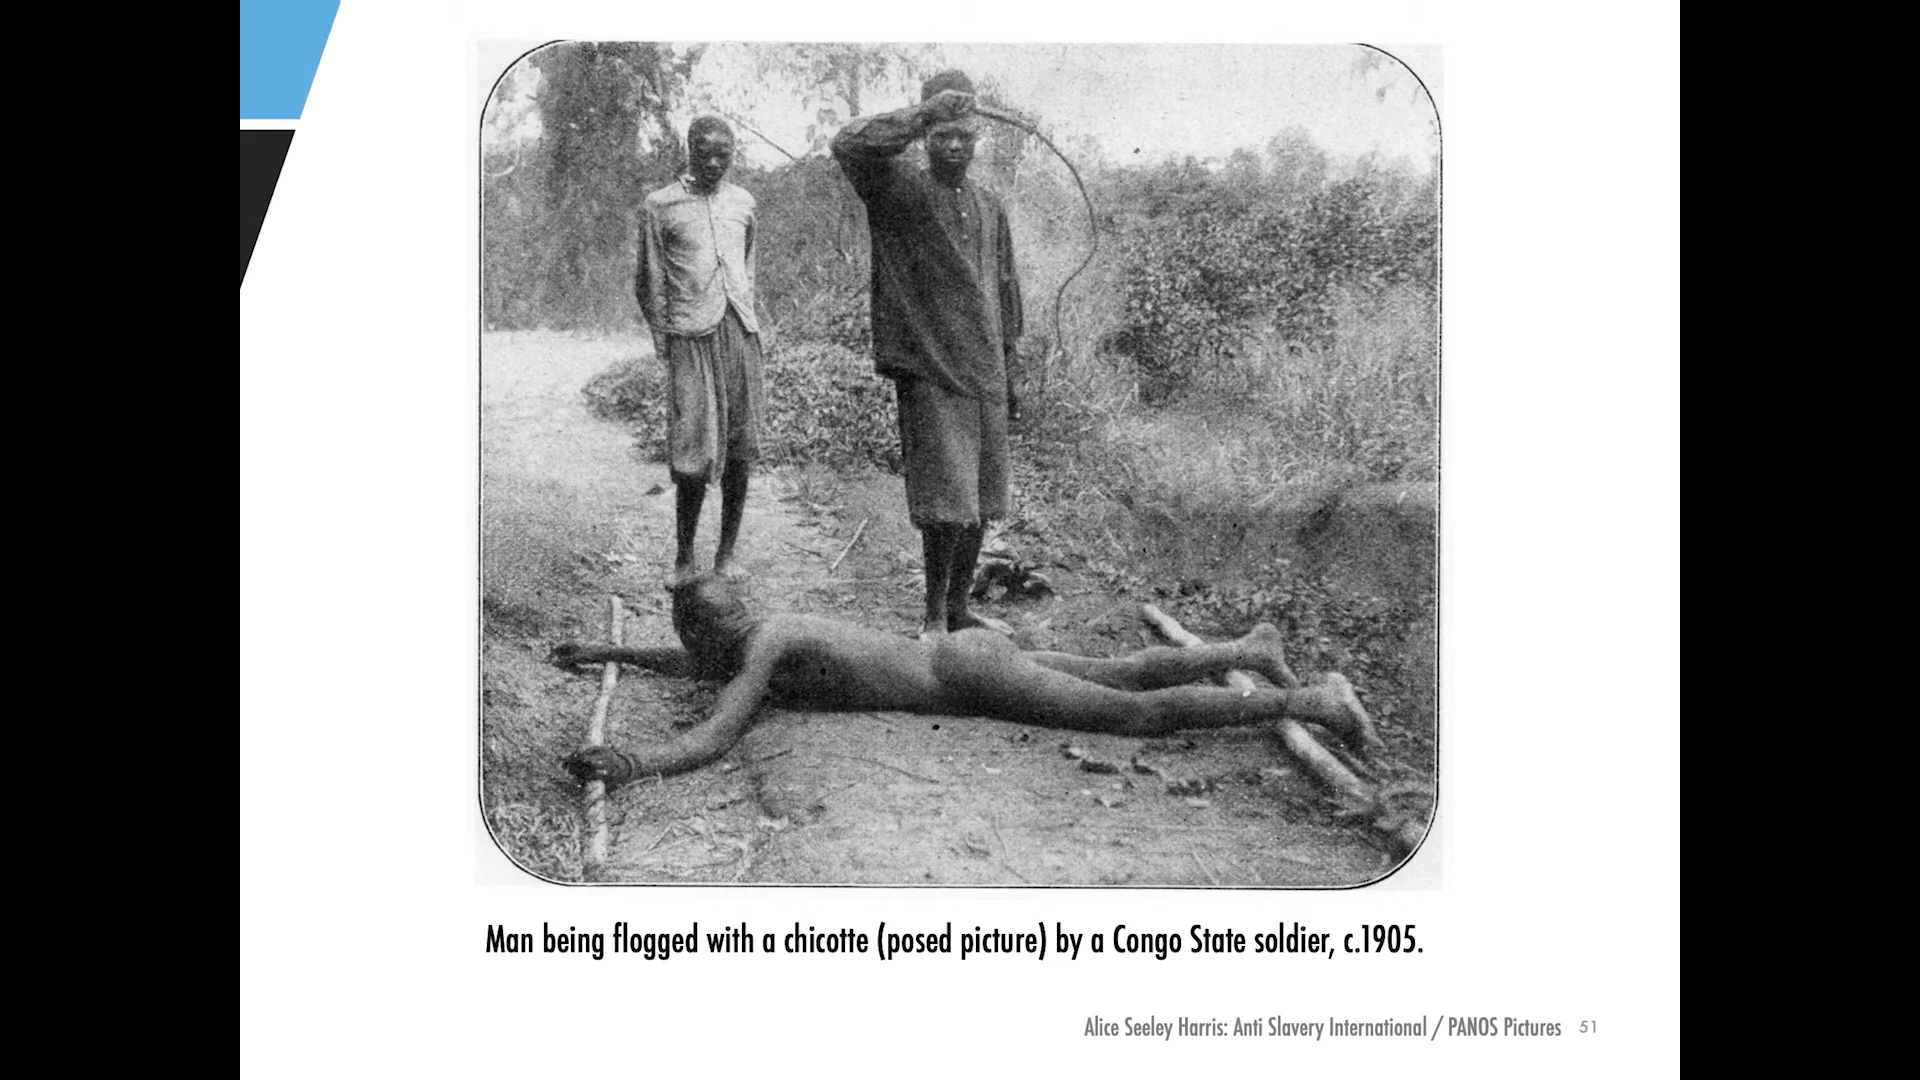 Man being flogged with a chicotte (posed picture) by a Congo State soldier, c.1905.
Alice Seeley Harris: Anti Slavery International / PANOS Pictures 51